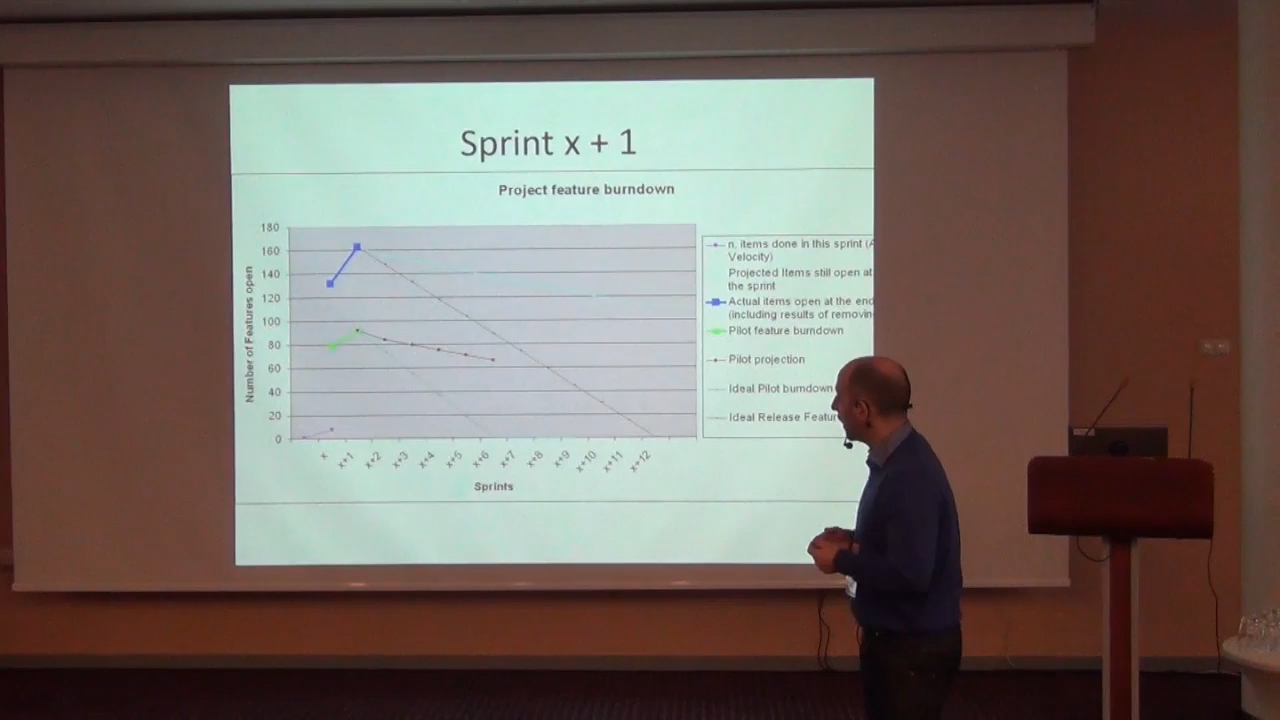 Sprint x + 1
Project feature burndown
180
160
140
120
100
80
60
40
20
0
Number of Features open
x
x+1
x+2
x+3
x+4
x+5
x+6
x+7
x+8
x+9
x+10
x+11
x+12
Sprints
n. items done in this sprint (A
Velocity)
Projected Items still open at
the sprint
Actual items open at the end
(including results of removin
Pilot feature burndown
Pilot projection
Ideal Pilot burndown
Ideal Release Featur